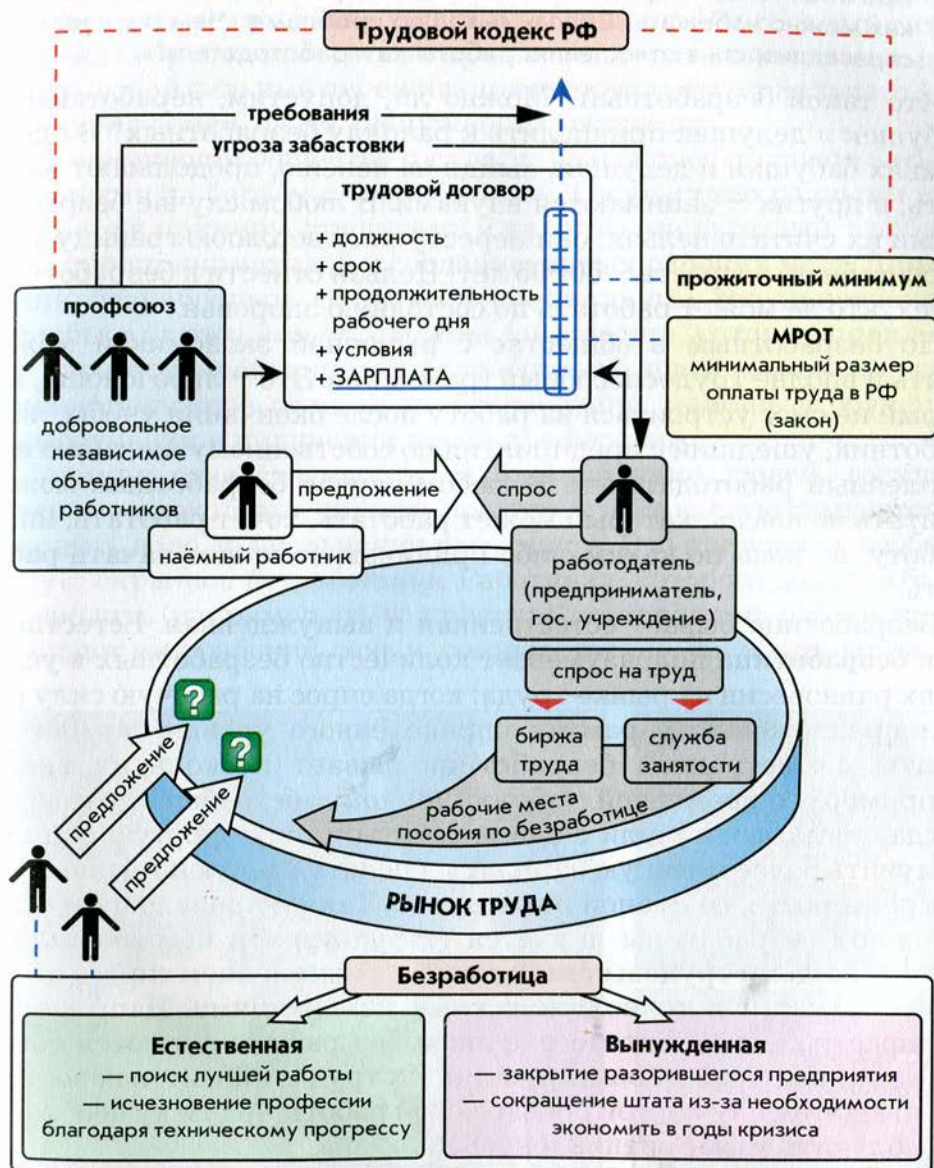 Трудовой кодекс РФ
требования
угроза забастовки
трудовой договор
+ должность
+ срок
+ продолжительность
рабочего дня
+ условия
+ ЗАРПЛАТА
профсоюз
добровольное
независимое
объединение
работников
прожиточный минимум
МРОТ
минимальный размер
оплаты труда в РФ
(закон)
предложение
спрос
наёмный работник
работодатель
(предприниматель,
гос. учреждение)
спрос на труд
биржа
труда
служба
занятости
рабочие места
пособия по безработице
?
?
предложение
предложение
РЫНОК ТРУДА
Безработица
Естественная
— поиск лучшей работы
— исчезновение профессии
благодаря техническому прогрессу
Вынужденная
— закрытие разорившегося предприятия
— сокращение штата из-за необходимости
экономить в годы кризиса